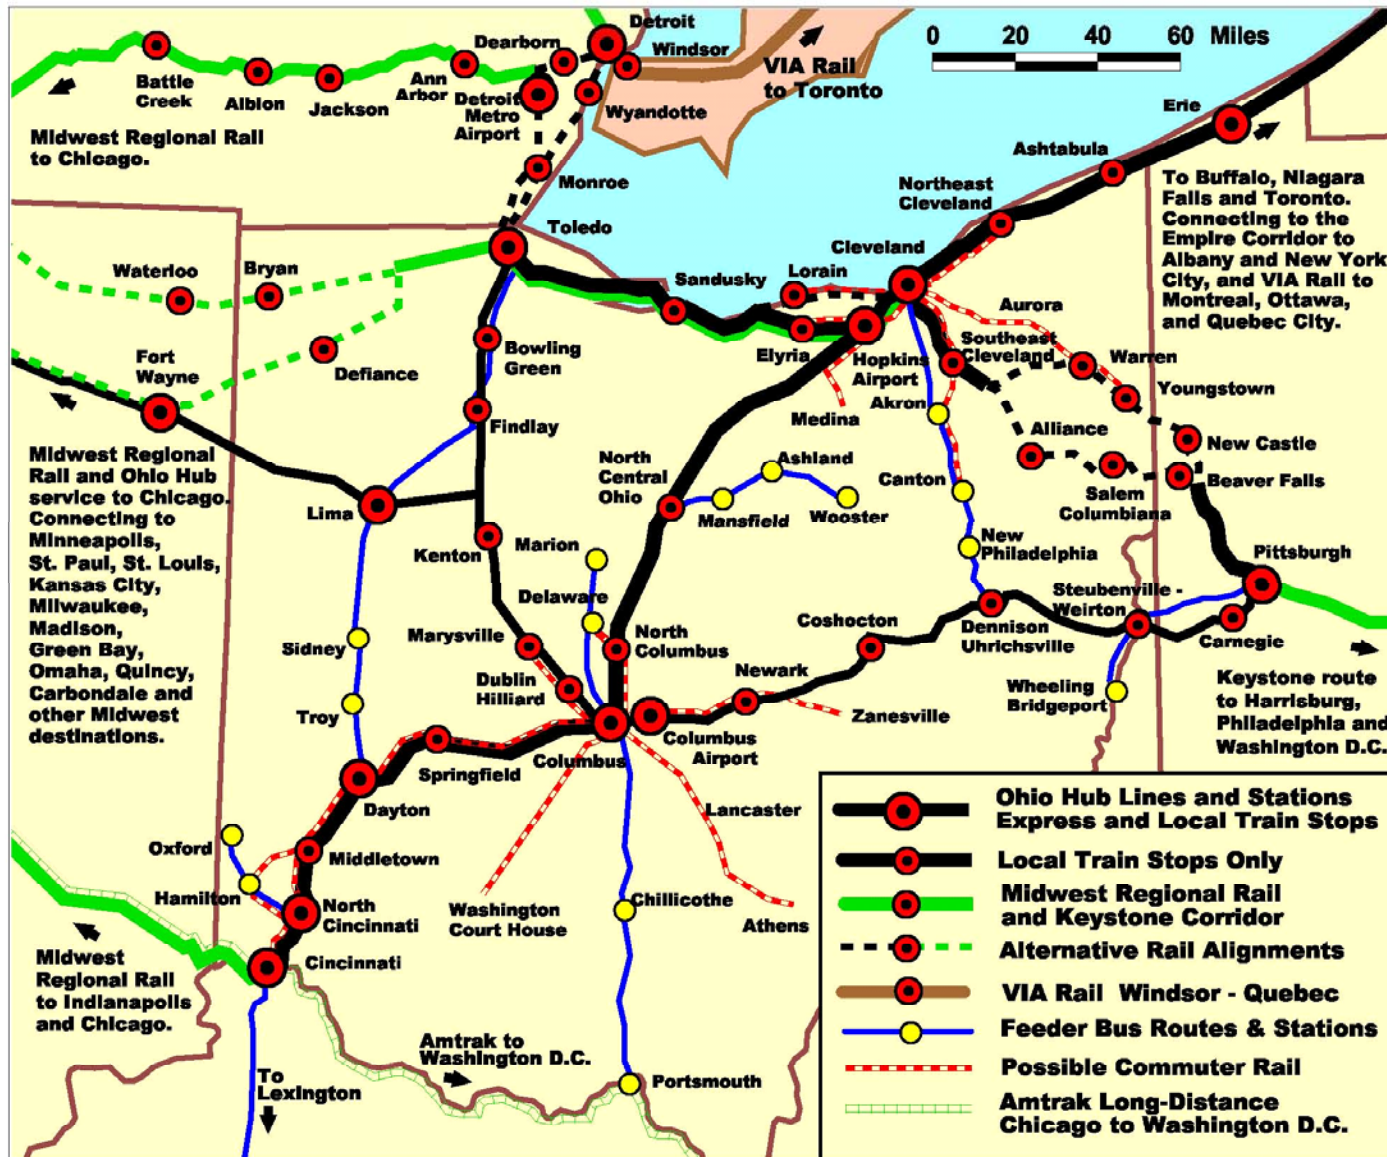 Detroit
Dearborn
Windsor
0 20 40 60 Miles
VIA Rail
to Toronto
Battle
Creek
Albion
Jackson
Ann
Arbor
Detroit
Metro
Airport
Wyandotte
Erie
Midwest Regional Rail
to Chicago.
Monroe
Ashtabula
Northeast
Cleveland
To Buffalo, Niagara
Falls and Toronto.
Connecting to the
Empire Corridor to
Albany and New York
City, and VIA Rail to
Montreal, Ottawa,
and Quebec City.
Toledo
Cleveland
Waterloo
Bryan
Sandusky
Lorain
Aurora
Fort
Wayne
Defiance
Bowling
Green
Elyria
Hopkins
Airport
Southeast
Cleveland
Warren
Youngstown
Medina
Akron
Findlay
Alliance
New Castle
Midwest Regional
Rail and Ohio Hub
service to Chicago.
Connecting to
Minneapolis,
St. Paul, St. Louis,
Kansas City,
Milwaukee,
Madison,
Green Bay,
Omaha, Quincy,
Carbondale and
other Midwest
destinations.
North
Central
Ohio
Ashland
Canton
Beaver Falls
Salem
Columbiana
Lima
Mansfield
Wooster
Kenton
Marion
New
Philadelphia
Pittsburgh
Delaware
Steubenville -
Weirton
Sidney
Marysville
North
Columbus
Coshocton
Dennison
Uhrichsville
Carnegie
Dublin
Hilliard
Newark
Wheeling
Bridgeport
Keystone route
to Harrisburg,
Philadelphia and
Washington D.C.
Troy
Zanesville
Springfield
Columbus
Columbus
Airport
Dayton
Lancaster
Oxford
Middletown
Hamilton
North
Cincinnati
Washington
Court House
Chillicothe
Athens
Cincinnati
Midwest
Regional Rail
to Indianapolis
and Chicago.
Amtrak to
Washington D.C.
To
Lexington
Portsmouth
Ohio Hub Lines and Stations
Express and Local Train Stops
Local Train Stops Only
Midwest Regional Rail
and Keystone Corridor
Alternative Rail Alignments
VIA Rail Windsor - Quebec
Feeder Bus Routes & Stations
Possible Commuter Rail
Amtrak Long-Distance
Chicago to Washington D.C.